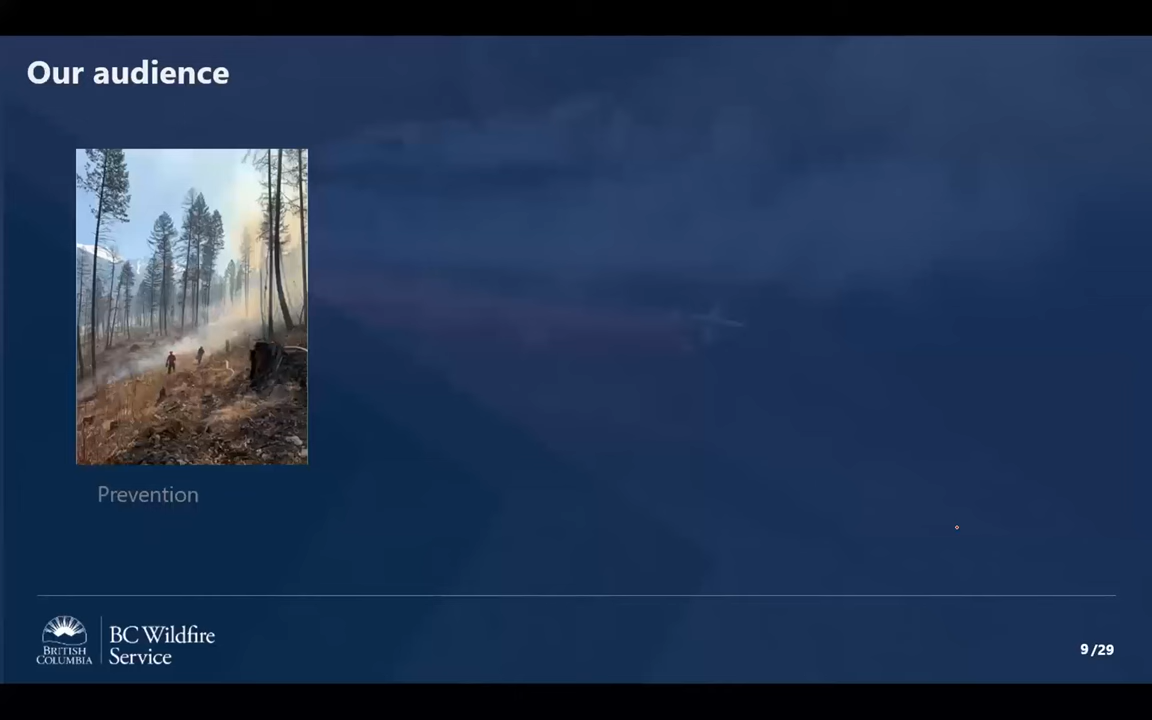 Our audience
Prevention
BRITISH
COLUMBIA
BC Wildfire
Service
9 /29